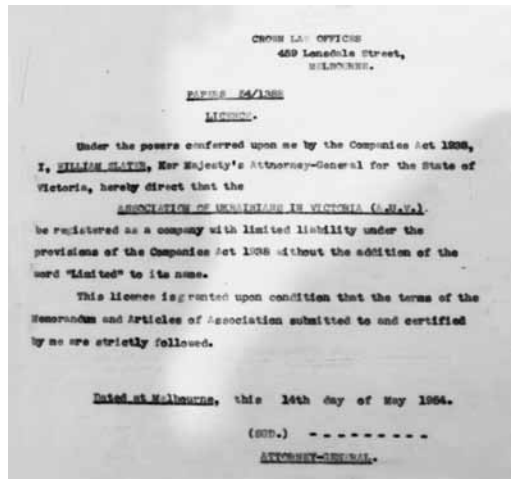 CROWN LAW OFFICES
459 Lonsdale Street,
MELBOURNE.
PAPERS 54/1388
LICENCE.
Under the powers conferred upon me by the Companies Act 1938,
I, WILLIAM SLATER, Her Majesty's Attnorney-General for the State of
Victoria, hereby direct that the
ASSOCIATION OF UKRAINIANS IN VICTORIA (A.U.V.).
be registered as a company with limited liability under the
provisions of the Companies Act 1938 without the addition of the
word "Limited" to its name.
This licence is granted upon condition that the terms of the
Memorandum and Articles of Association submitted to and certified
by me are strictly followed.
Dated at Melbourne, this 14th day of May 1954.
(SGD.) - - - - - - - - -
ATTORNEY-GENERAL.